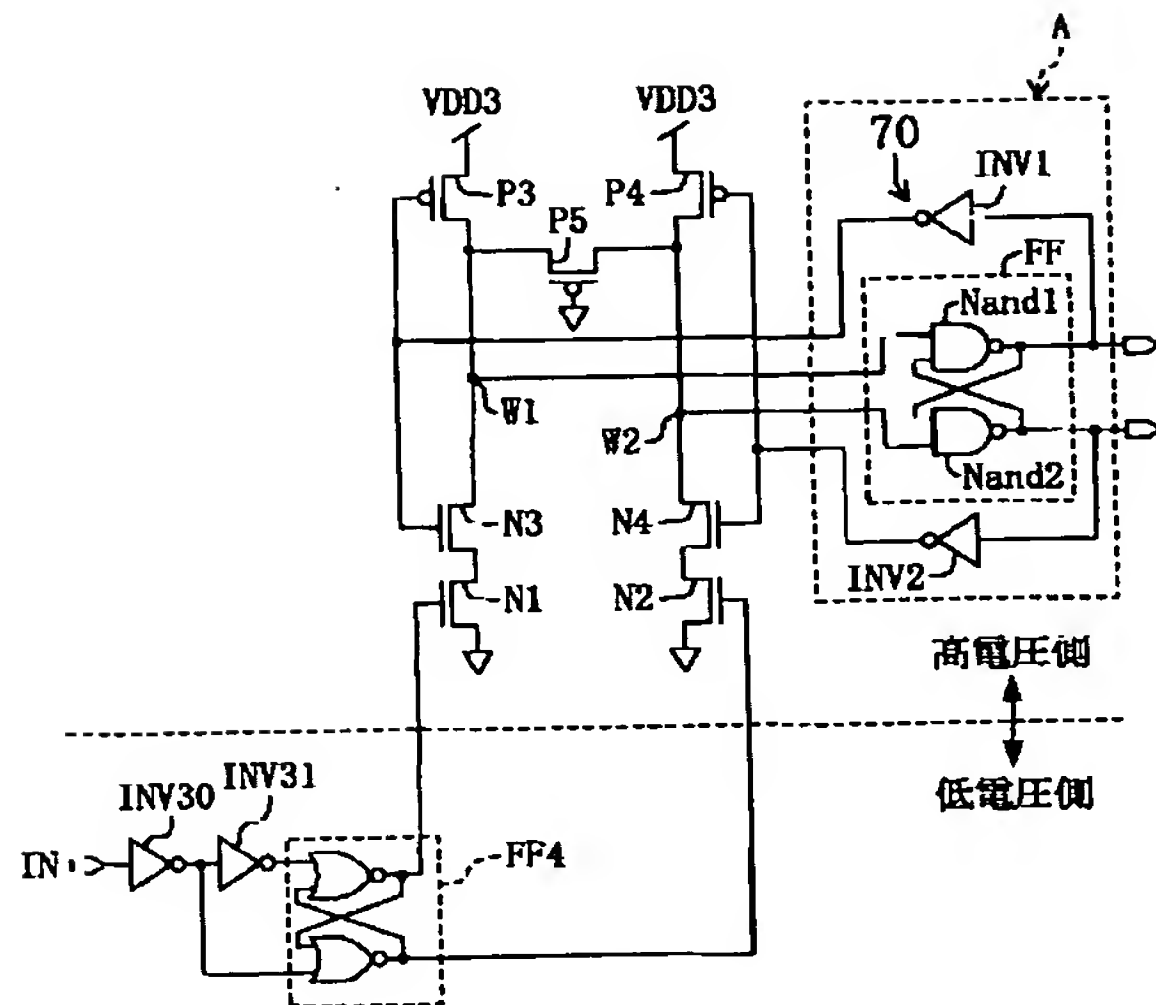 A
VDD3
VDD3
70
INV1
P3
P4
P5
FF
Nand1
W1
W2
Nand2
N3
N4
INV2
N1
N2
高電圧側
低電圧側
INV30
INV31
IN
FF4